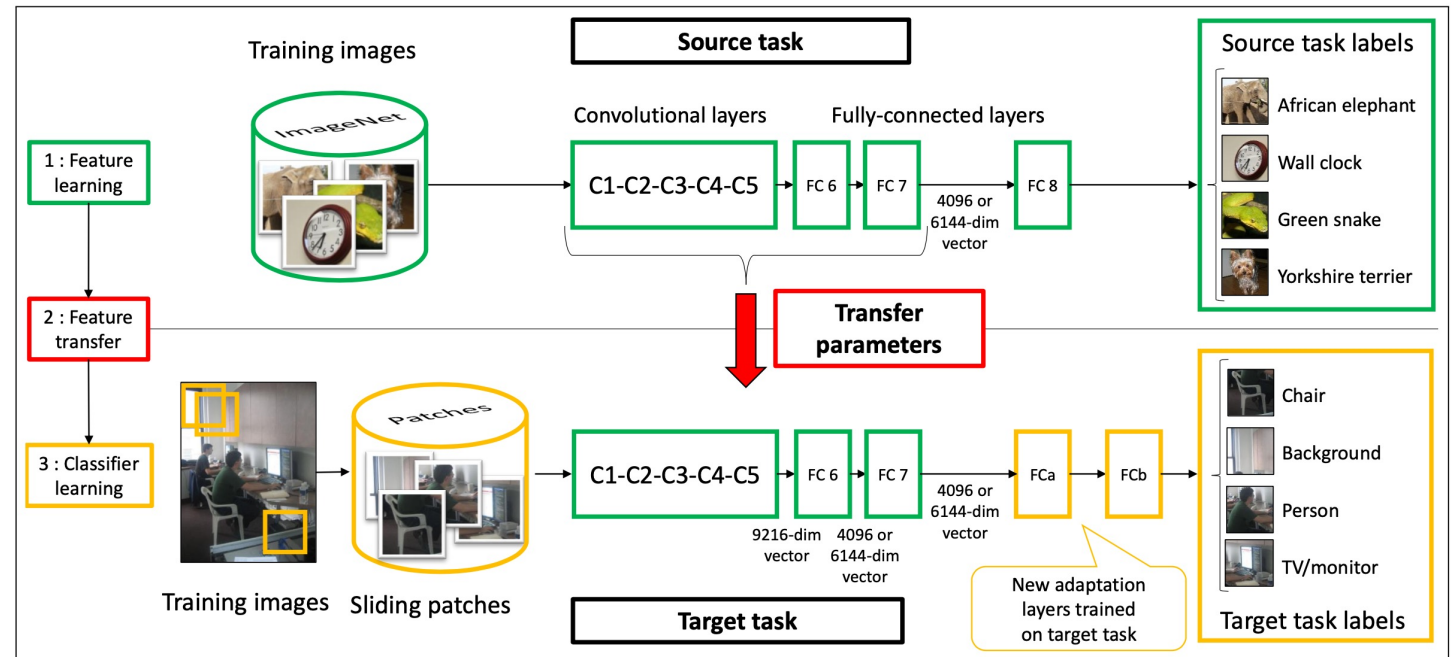 Training images
Source task
Source task labels
ImageNet
Convolutional layers
Fully-connected layers
African elephant
1 : Feature
learning
C1-C2-C3-C4-C5
FC 6
FC 7
4096 or
6144-dim
vector
FC 8
Wall clock
Green snake
Yorkshire terrier
2 : Feature
transfer
Transfer
parameters
3 : Classifier
learning
Patches
C1-C2-C3-C4-C5
FC 6
FC 7
4096 or
6144-dim
vector
FCa
FCb
Chair
Background
Person
TV/monitor
9216-dim
vector
4096 or
6144-dim
vector
New adaptation
layers trained
on target task
Training images
Sliding patches
Target task
Target task labels